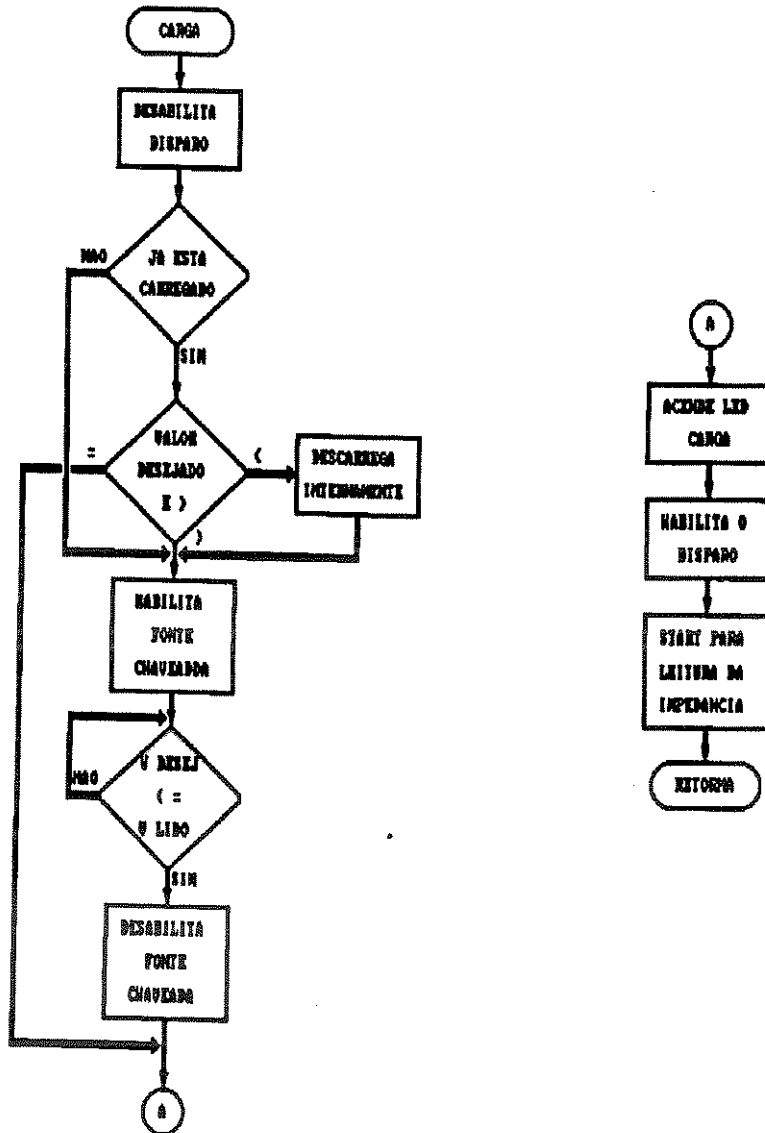 CARGA
DESABILITA
DISPARO
NAO
JA ESTA
CARREGADO
SIM
=
VALOR
DESEJADO
E >
<
DESCARREGA
INTERNAMENTE
>
HABILITA
FONTE
CHAVEADDA
V DESEJ
NAO
< =
V LIDO
SIM
DESABILITA
FONTE
CHAVEADA
A
A
ACENDE LED
CARGA
HABILITA O
DISPARO
START PARA
LEITURA DA
IMPEDANCIA
RETORNA